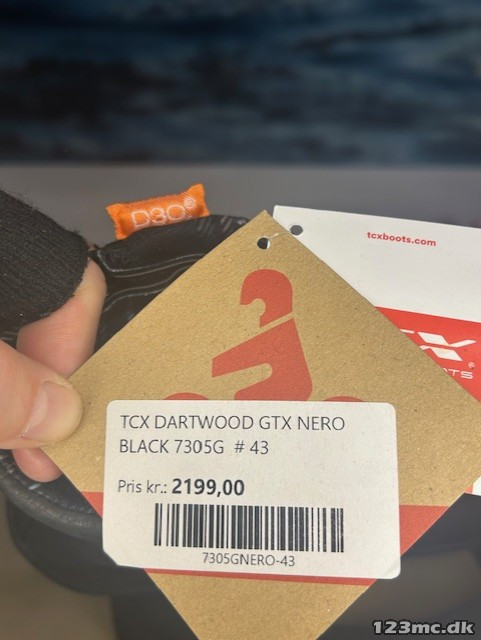 D3O®
tcxboots.com
TCX DARTWOOD GTX NERO
BLACK 7305G # 43
Pris kr.: 2199,00
7305GNERO-43
123mc.dk